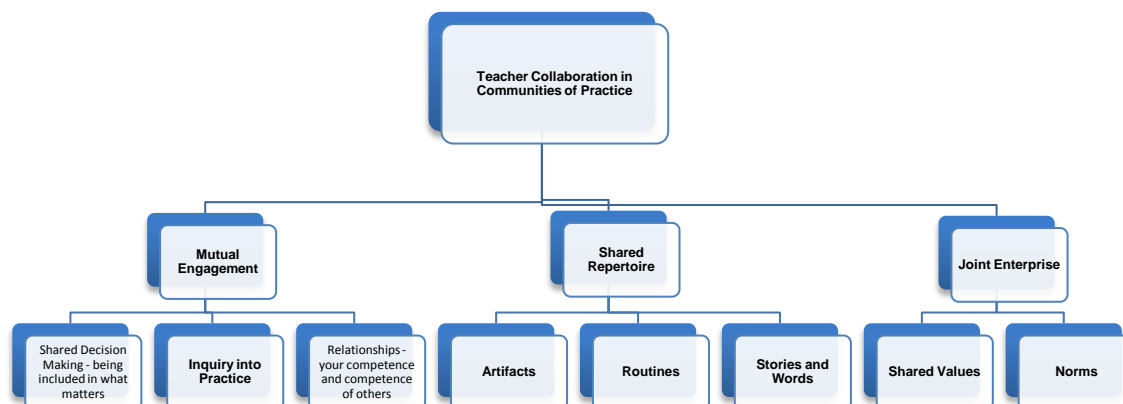 Teacher Collaboration in
Communities of Practice
Mutual
Engagement
Shared
Repertoire
Joint Enterprise
Shared Decision
Making - being
included in what
matters
Inquiry into
Practice
Relationships -
your competence
and competence
of others
Artifacts
Routines
Stories and
Words
Shared Values
Norms